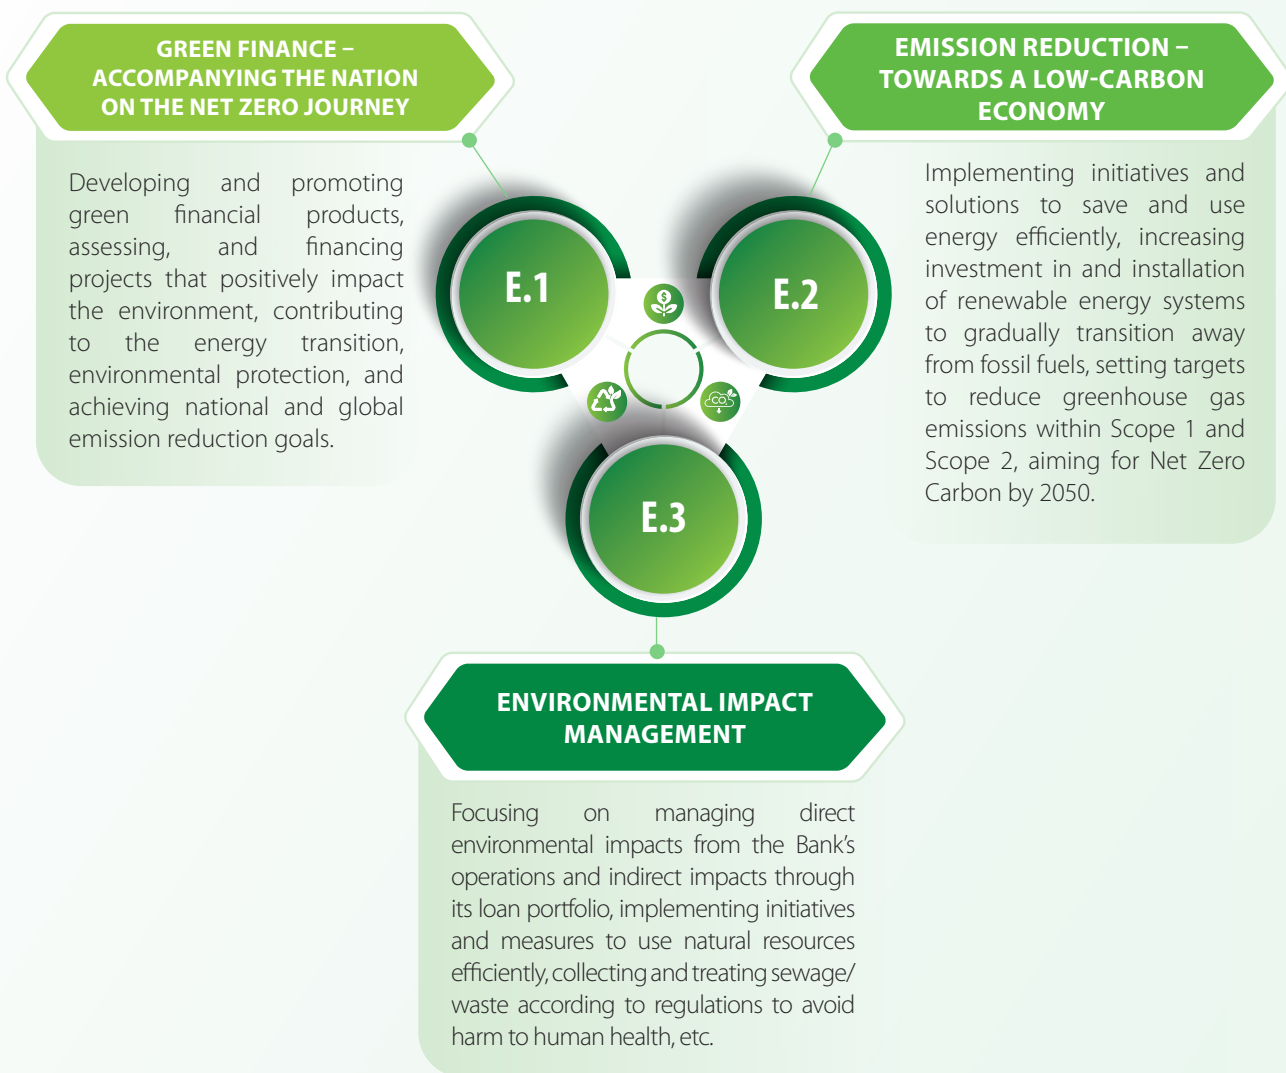 GREEN FINANCE –
ACCOMPANYING THE NATION
ON THE NET ZERO JOURNEY
Developing and promoting
green financial products,
assessing, and financing
projects that positively impact
the environment, contributing
to the energy transition,
environmental protection, and
achieving national and global
emission reduction goals.
EMISSION REDUCTION –
TOWARDS A LOW-CARBON
ECONOMY
Implementing initiatives and
solutions to save and use
energy efficiently, increasing
investment in and installation
of renewable energy systems
to gradually transition away
from fossil fuels, setting targets
to reduce greenhouse gas
emissions within Scope 1 and
Scope 2, aiming for Net Zero
Carbon by 2050.
E.1
E.2
$
CO₂
E.3
ENVIRONMENTAL IMPACT
MANAGEMENT
Focusing on managing direct
environmental impacts from the Bank’s
operations and indirect impacts through
its loan portfolio, implementing initiatives
and measures to use natural resources
efficiently, collecting and treating sewage/
waste according to regulations to avoid
harm to human health, etc.